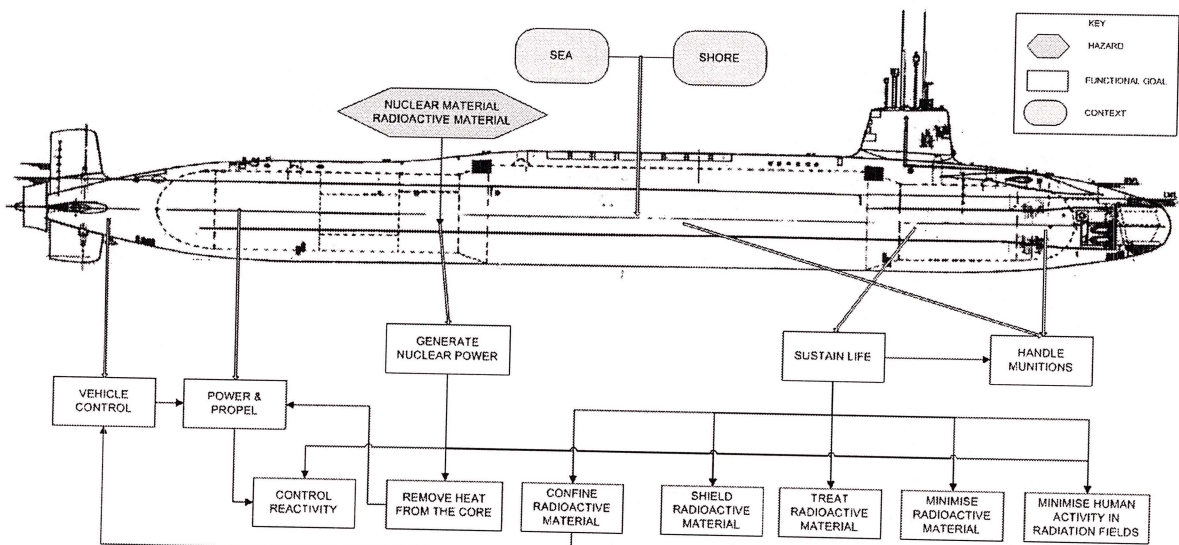 KEY
HAZARD
FUNCTIONAL GOAL
CONTEXT
SEA
SHORE
NUCLEAR MATERIAL
RADIOACTIVE MATERIAL
GENERATE
NUCLEAR POWER
SUSTAIN LIFE
HANDLE
MUNITIONS
VEHICLE
CONTROL
POWER &
PROPEL
CONTROL
REACTIVITY
REMOVE HEAT
FROM THE CORE
CONFINE
RADIOACTIVE
MATERIAL
SHIELD
RADIOACTIVE
MATERIAL
TREAT
RADIOACTIVE
MATERIAL
MINIMISE
RADIOACTIVE
MATERIAL
MINIMISE HUMAN
ACTIVITY IN
RADIATION FIELDS